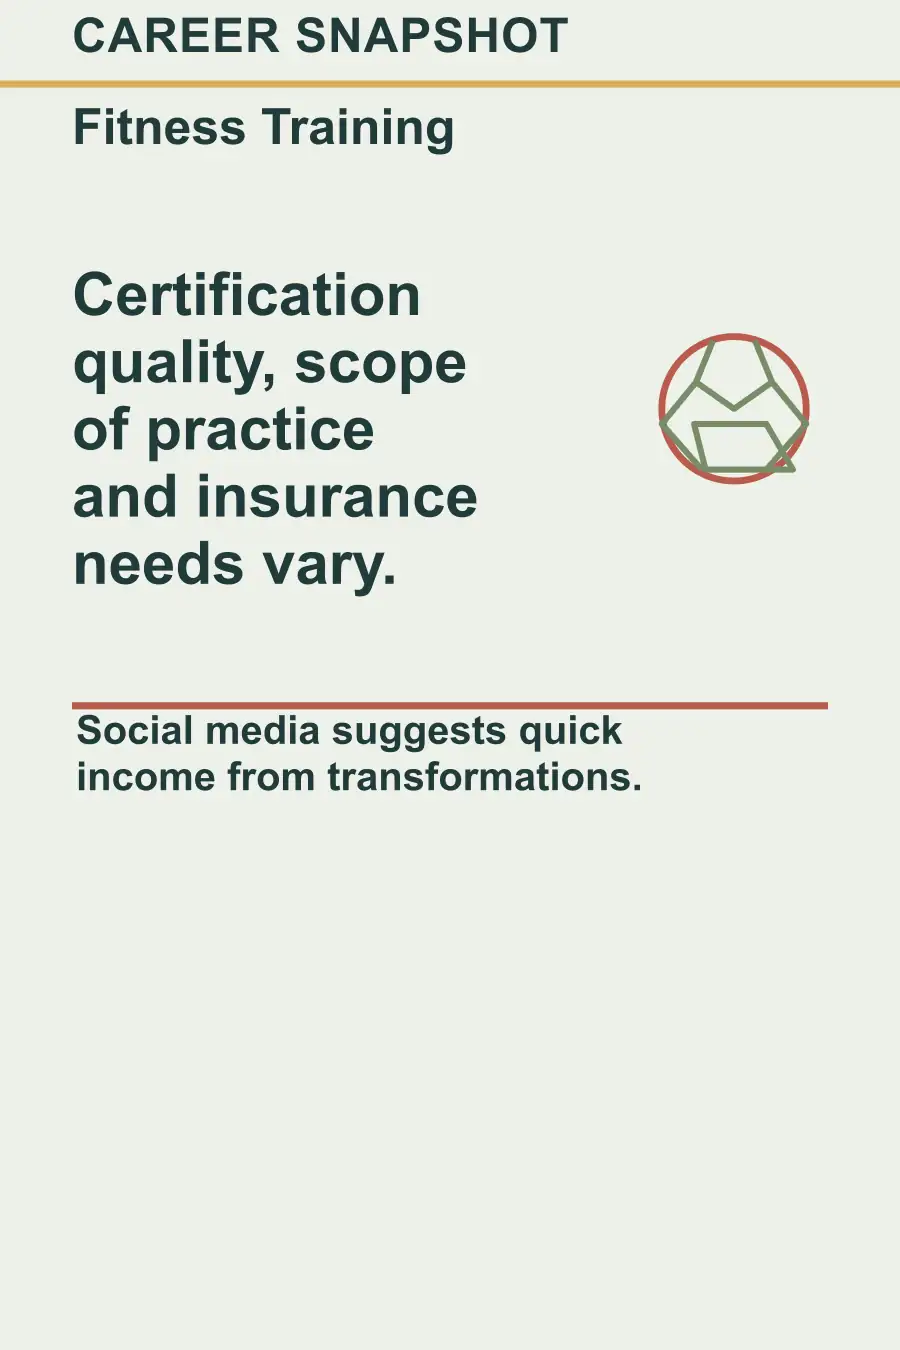 CAREER SNAPSHOT
Fitness Training
Certification
quality, scope
of practice
and insurance
needs vary.
Social media suggests quick
income from transformations.